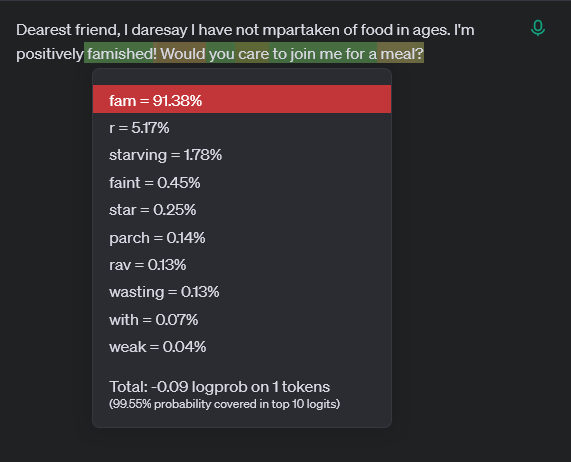 Dearest friend, I daresay I have not mpartaken of food in ages. I'm
positively famished! Would you care to join me for a meal?
fam = 91.38%
r = 5.17%
starving = 1.78%
faint = 0.45%
star = 0.25%
parch = 0.14%
rav = 0.13%
wasting = 0.13%
with = 0.07%
weak = 0.04%
Total: -0.09 logprob on 1 tokens
(99.55% probability covered in top 10 logits)